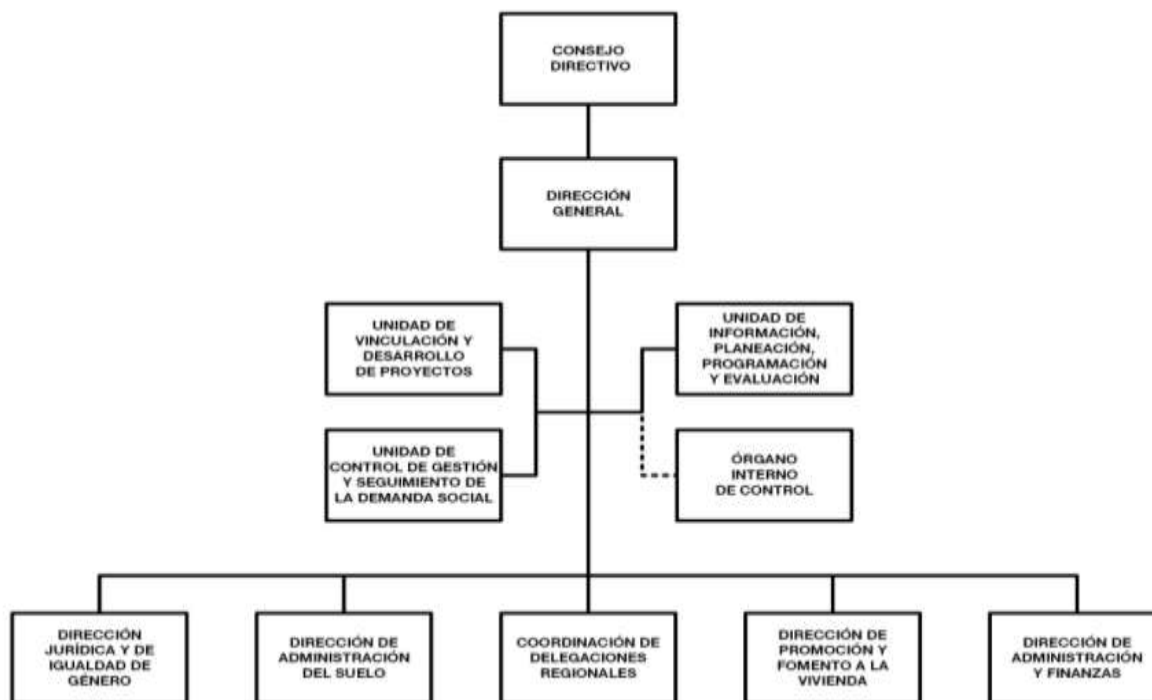 CONSEJO
DIRECTIVO
DIRECCIÓN
GENERAL
UNIDAD DE
VINCULACIÓN Y
DESARROLLO
DE PROYECTOS
UNIDAD DE
INFORMACIÓN,
PLANEACIÓN,
PROGRAMACIÓN
Y EVALUACIÓN
UNIDAD DE
CONTROL DE GESTIÓN
Y SEGUIMIENTO DE
LA DEMANDA SOCIAL
ÓRGANO
INTERNO
DE CONTROL
DIRECCIÓN
JURÍDICA Y DE
IGUALDAD DE
GÉNERO
DIRECCIÓN DE
ADMINISTRACIÓN
DEL SUELO
COORDINACIÓN DE
DELEGACIONES
REGIONALES
DIRECCIÓN DE
PROMOCIÓN Y
FOMENTO A LA
VIVIENDA
DIRECCIÓN DE
ADMINISTRACIÓN
Y FINANZAS